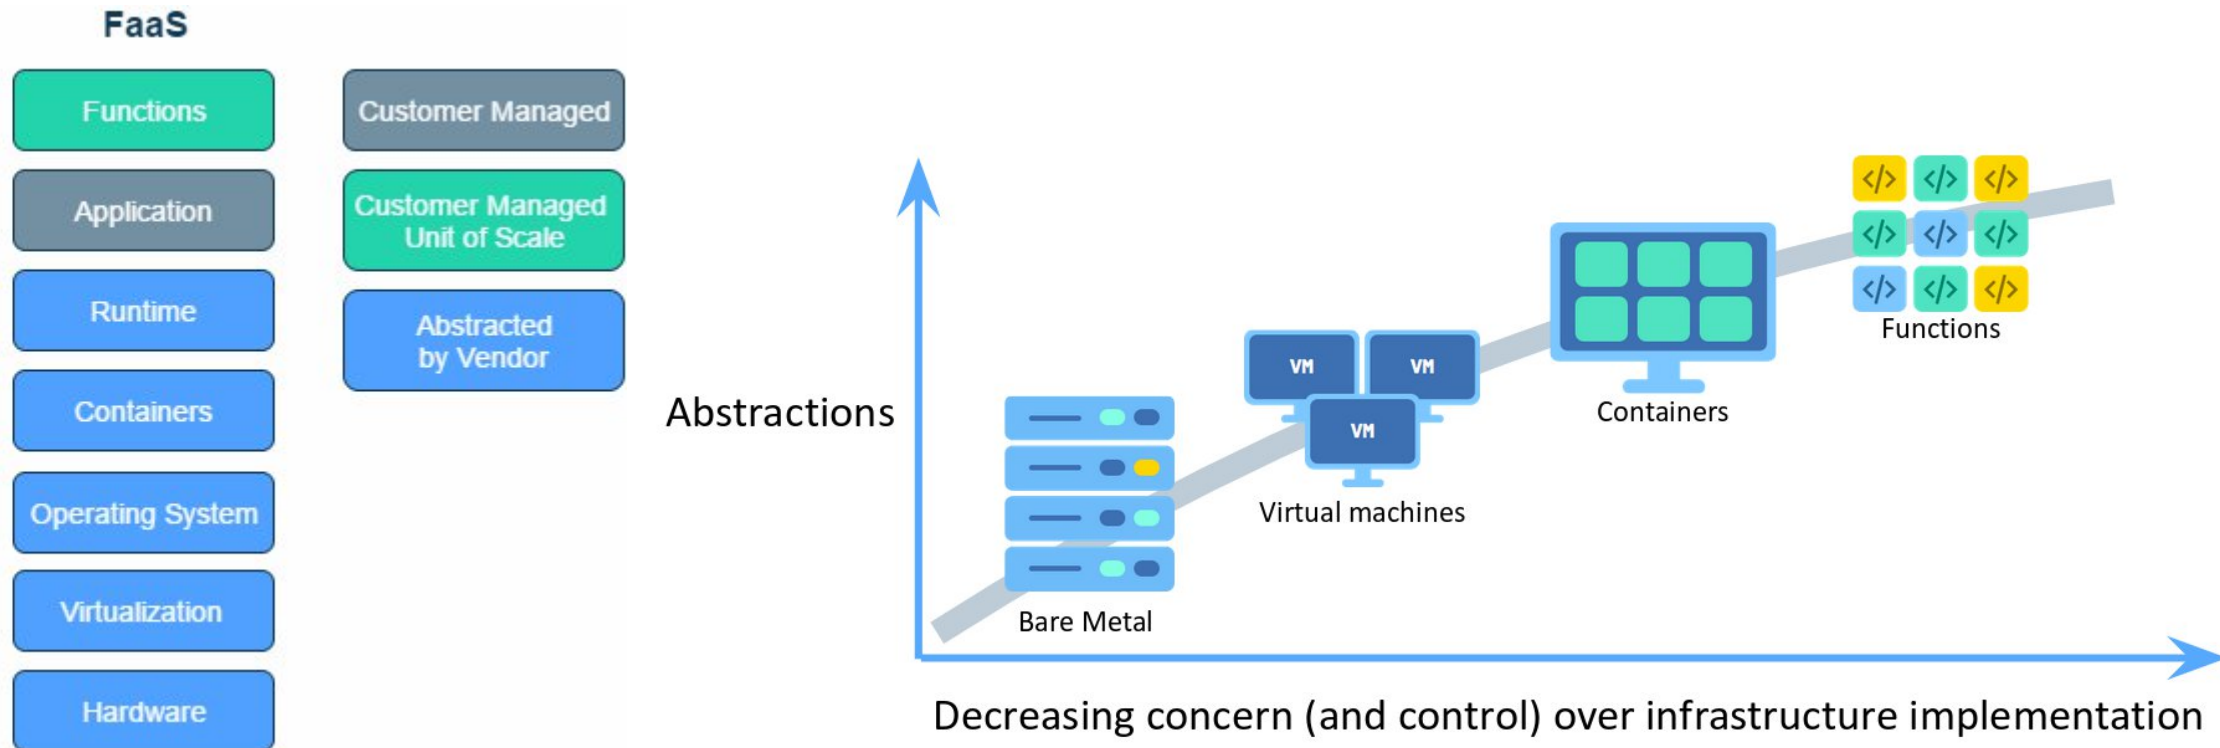 FaaS
Functions
Application
Runtime
Containers
Operating System
Virtualization
Hardware
Customer Managed
Customer Managed
Unit of Scale
Abstracted
by Vendor
Abstractions
Bare Metal
VM
VM
VM
Virtual machines
Containers
</>
</>
</>
</>
</>
</>
</>
</>
</>
Functions
Decreasing concern (and control) over infrastructure implementation